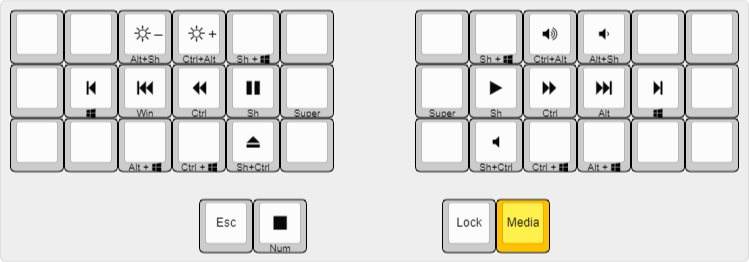 − +
Alt+Sh Ctrl+Alt Sh + Sh + Ctrl+Alt Alt+Sh
Win Ctrl Sh Super Super Sh Ctrl Alt
Alt + Ctrl + Sh+Ctrl Sh+Ctrl Ctrl + Alt +
Esc Lock Media
Num